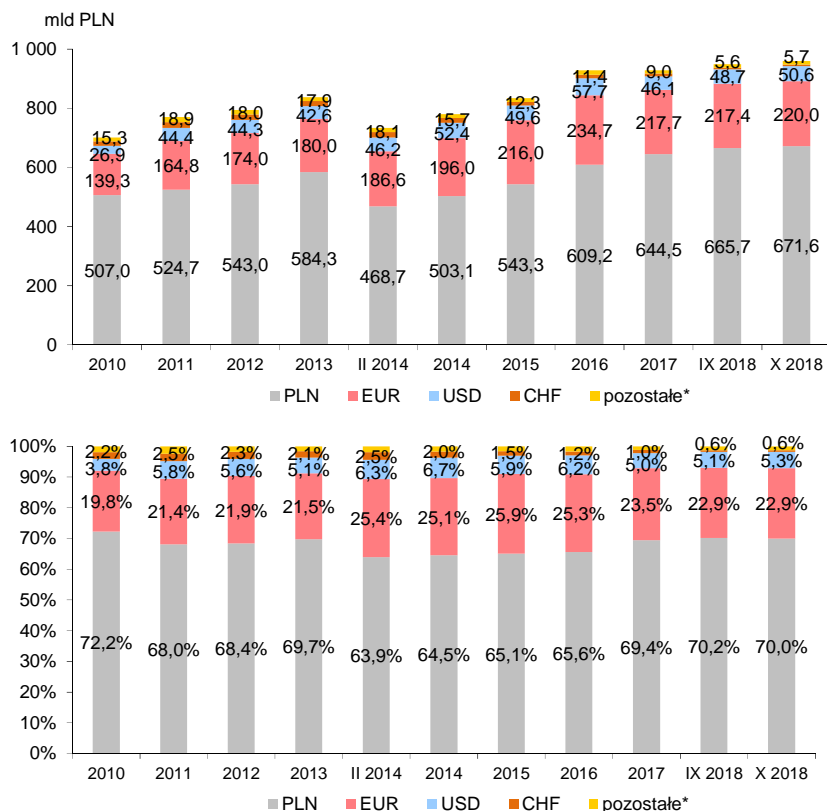 mld PLN
1 000
800
600
400
200
0
15,3 18,9 18,0 17,9 18,1 15,7 12,3 11,4 9,0 5,6 5,7
26,9 44,4 44,3 42,6 46,2 52,4 49,6 57,7 46,1 48,7 50,6
139,3 164,8 174,0 180,0 186,6 196,0 216,0 234,7 217,7 217,4 220,0
507,0 524,7 543,0 584,3 468,7 503,1 543,3 609,2 644,5 665,7 671,6
2010 2011 2012 2013 II 2014 2014 2015 2016 2017 IX 2018 X 2018
PLN EUR USD CHF pozostałe*
100%
90%
80%
70%
60%
50%
40%
30%
20%
10%
0%
2,2% 2,5% 2,3% 2,1% 2,5% 2,0% 1,5% 1,2% 1,0% 0,6% 0,6%
3,8% 5,8% 5,6% 5,1% 6,3% 6,7% 5,9% 6,2% 5,0% 5,1% 5,3%
19,8% 21,4% 21,9% 21,5% 25,4% 25,1% 25,9% 25,3% 23,5% 22,9% 22,9%
72,2% 68,0% 68,4% 69,7% 63,9% 64,5% 65,1% 65,6% 69,4% 70,2% 70,0%
2010 2011 2012 2013 II 2014 2014 2015 2016 2017 IX 2018 X 2018
PLN EUR USD CHF pozostałe*